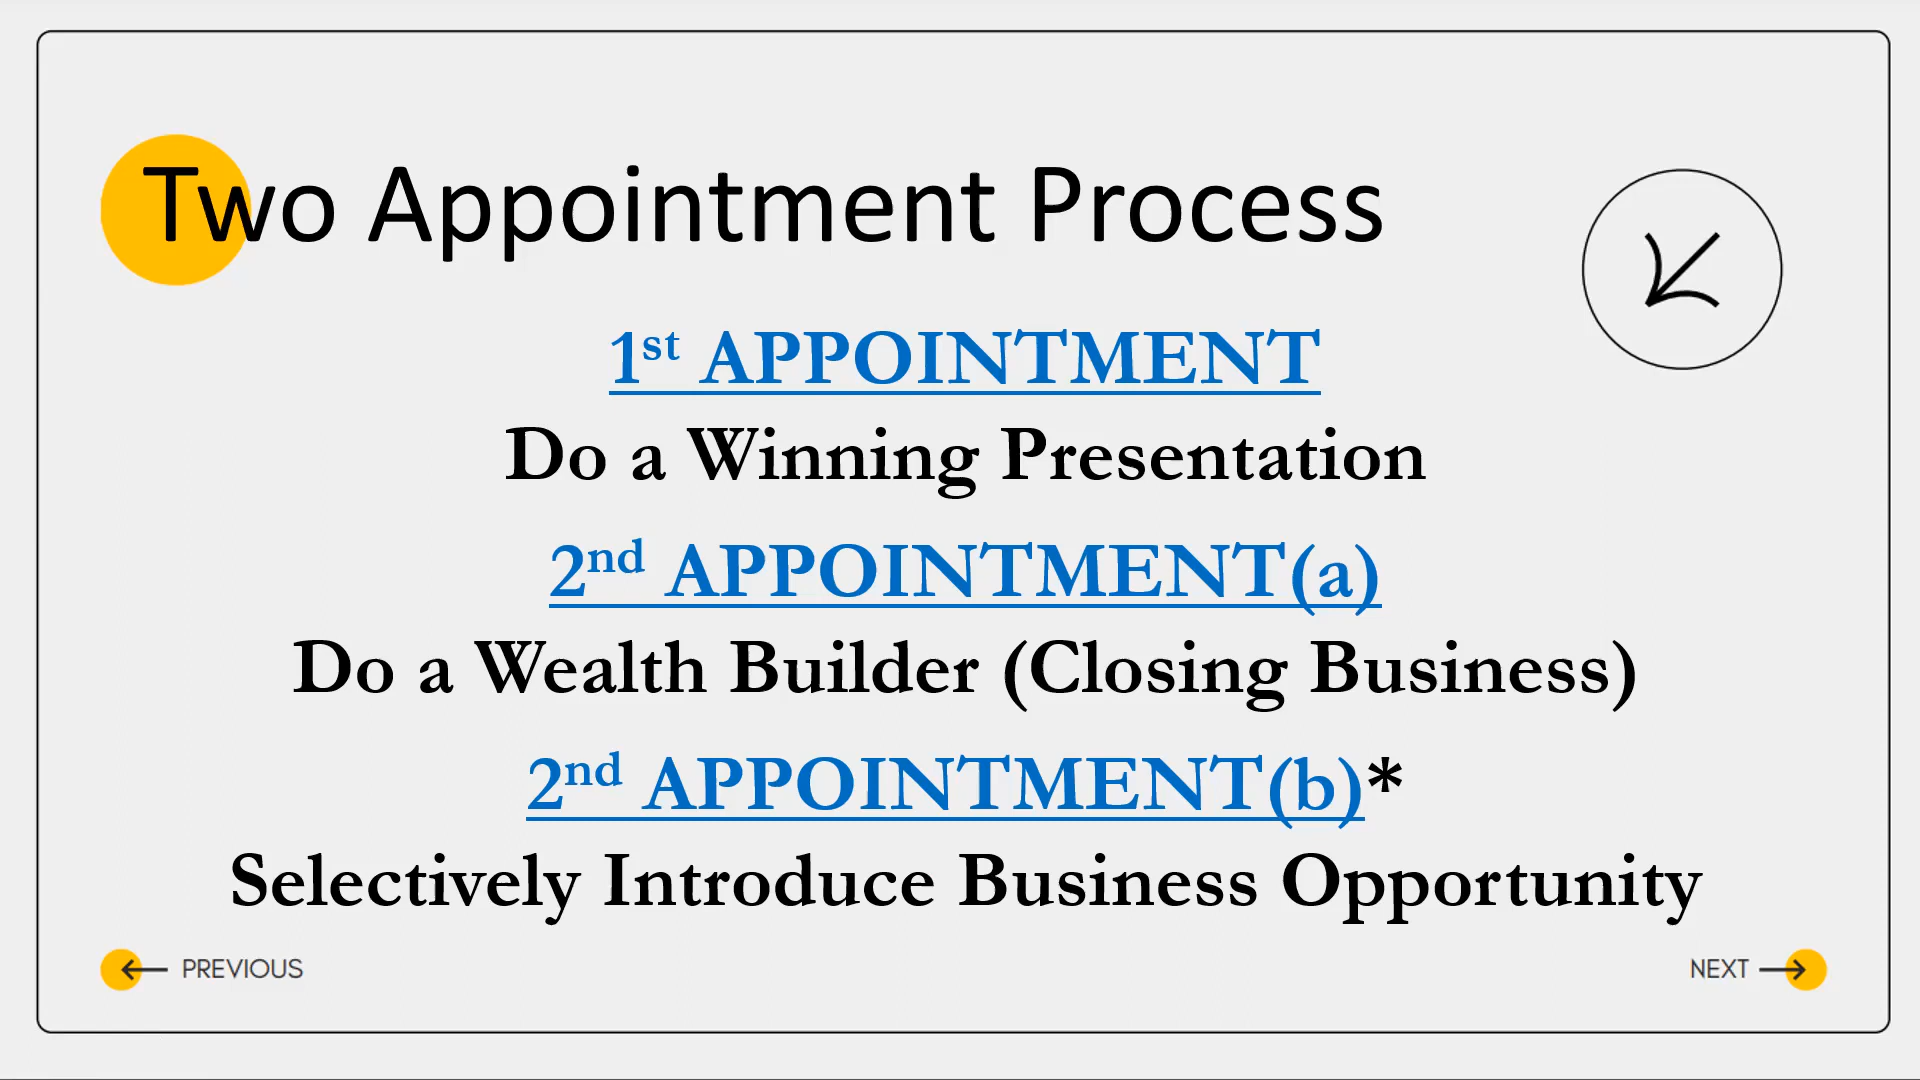 Two Appointment Process
1st APPOINTMENT
Do a Winning Presentation
2nd APPOINTMENT(a)
Do a Wealth Builder (Closing Business)
2nd APPOINTMENT(b)*
Selectively Introduce Business Opportunity
PREVIOUS
NEXT